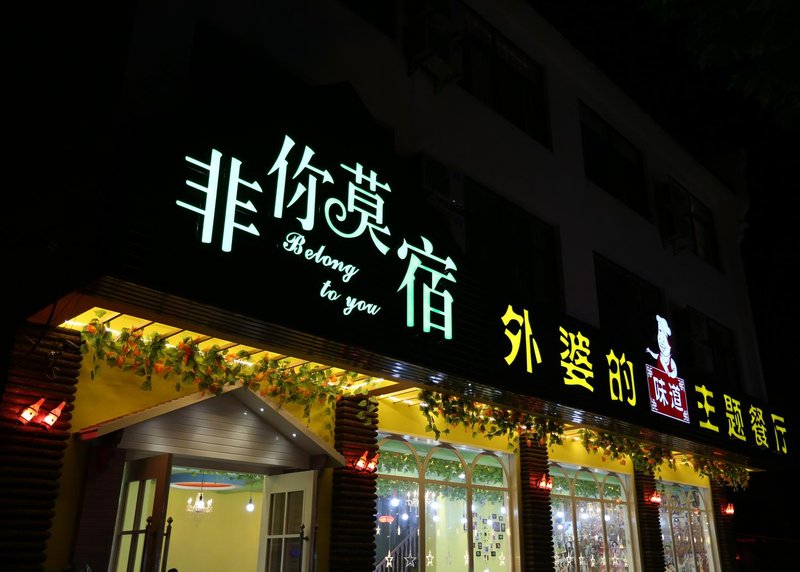 非你莫宿
Belong
to you
外婆的味道主题餐厅